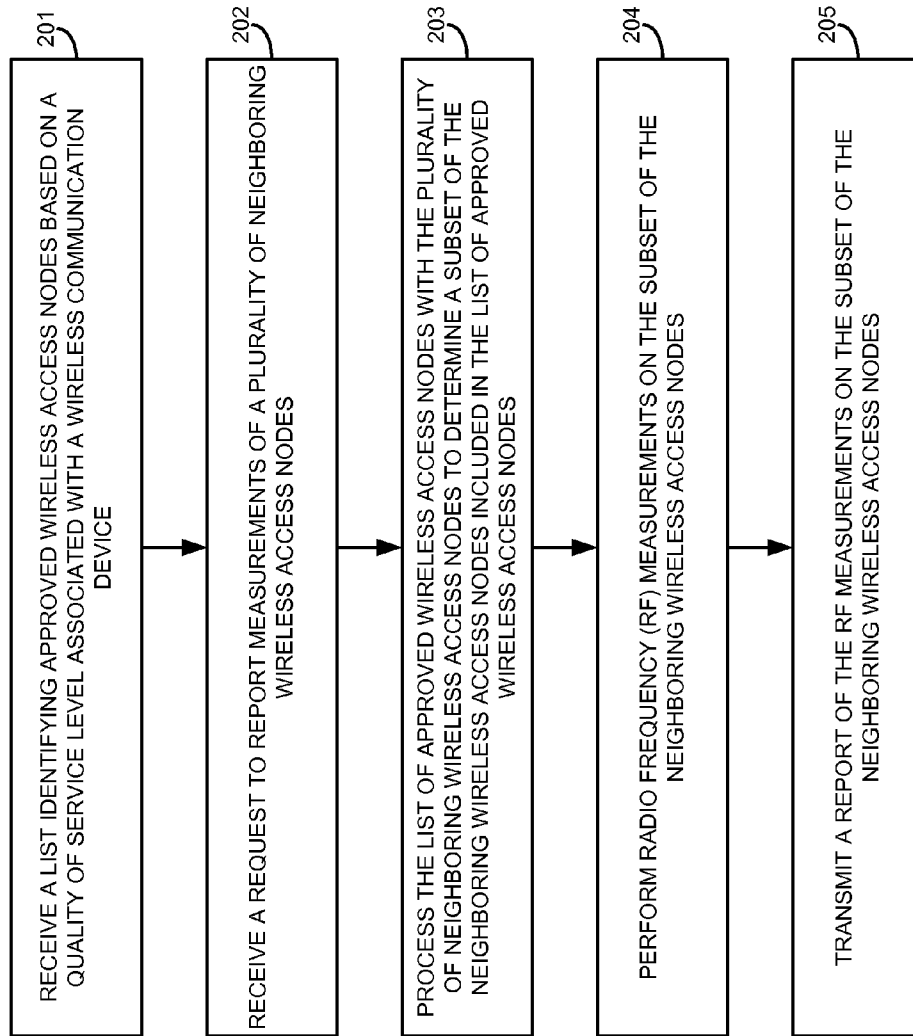 201
RECEIVE A LIST IDENTIFYING APPROVED WIRELESS ACCESS NODES BASED ON A
QUALITY OF SERVICE LEVEL ASSOCIATED WITH A WIRELESS COMMUNICATION
DEVICE
202
RECEIVE A REQUEST TO REPORT MEASUREMENTS OF A PLURALITY OF NEIGHBORING
WIRELESS ACCESS NODES
203
PROCESS THE LIST OF APPROVED WIRELESS ACCESS NODES WITH THE PLURALITY
OF NEIGHBORING WIRELESS ACCESS NODES TO DETERMINE A SUBSET OF THE
NEIGHBORING WIRELESS ACCESS NODES INCLUDED IN THE LIST OF APPROVED
WIRELESS ACCESS NODES
204
PERFORM RADIO FREQUENCY (RF) MEASUREMENTS ON THE SUBSET OF THE
NEIGHBORING WIRELESS ACCESS NODES
205
TRANSMIT A REPORT OF THE RF MEASUREMENTS ON THE SUBSET OF THE
NEIGHBORING WIRELESS ACCESS NODES